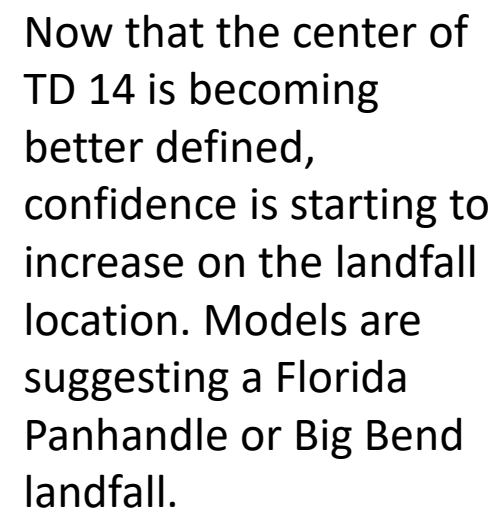 Now that the center of
TD 14 is becoming
better defined,
confidence is starting to
increase on the landfall
location. Models are
suggesting a Florida
Panhandle or Big Bend
landfall.